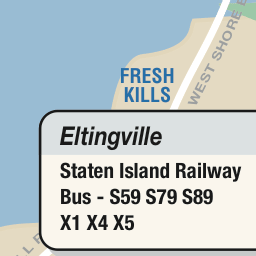 FRESH
KILLS
WEST SHORE
Eltingville
Staten Island Railway
Bus - S59 S79 S89
X1 X4 X5